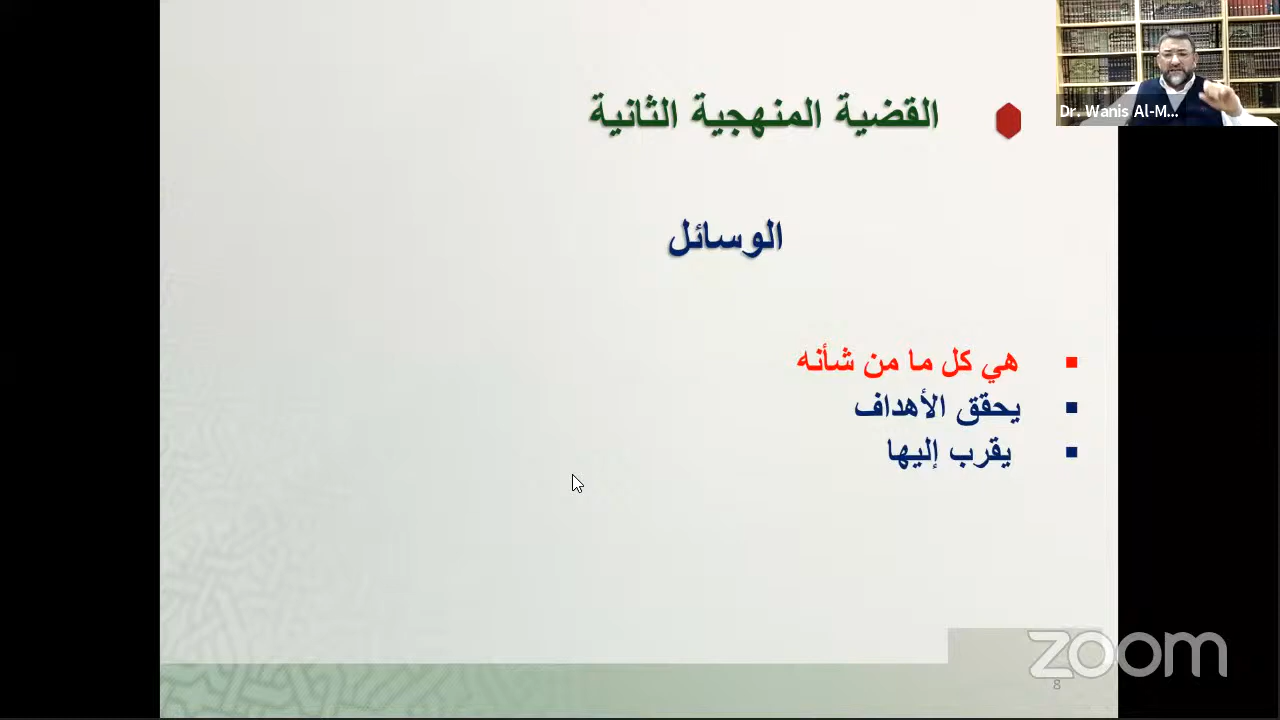 القضية المنهجية الثانية
Dr. Wanis Al-M...
الوسائل
هي كل ما من شأنه
يحقق الأهداف
يقرب إليها
zoom
8